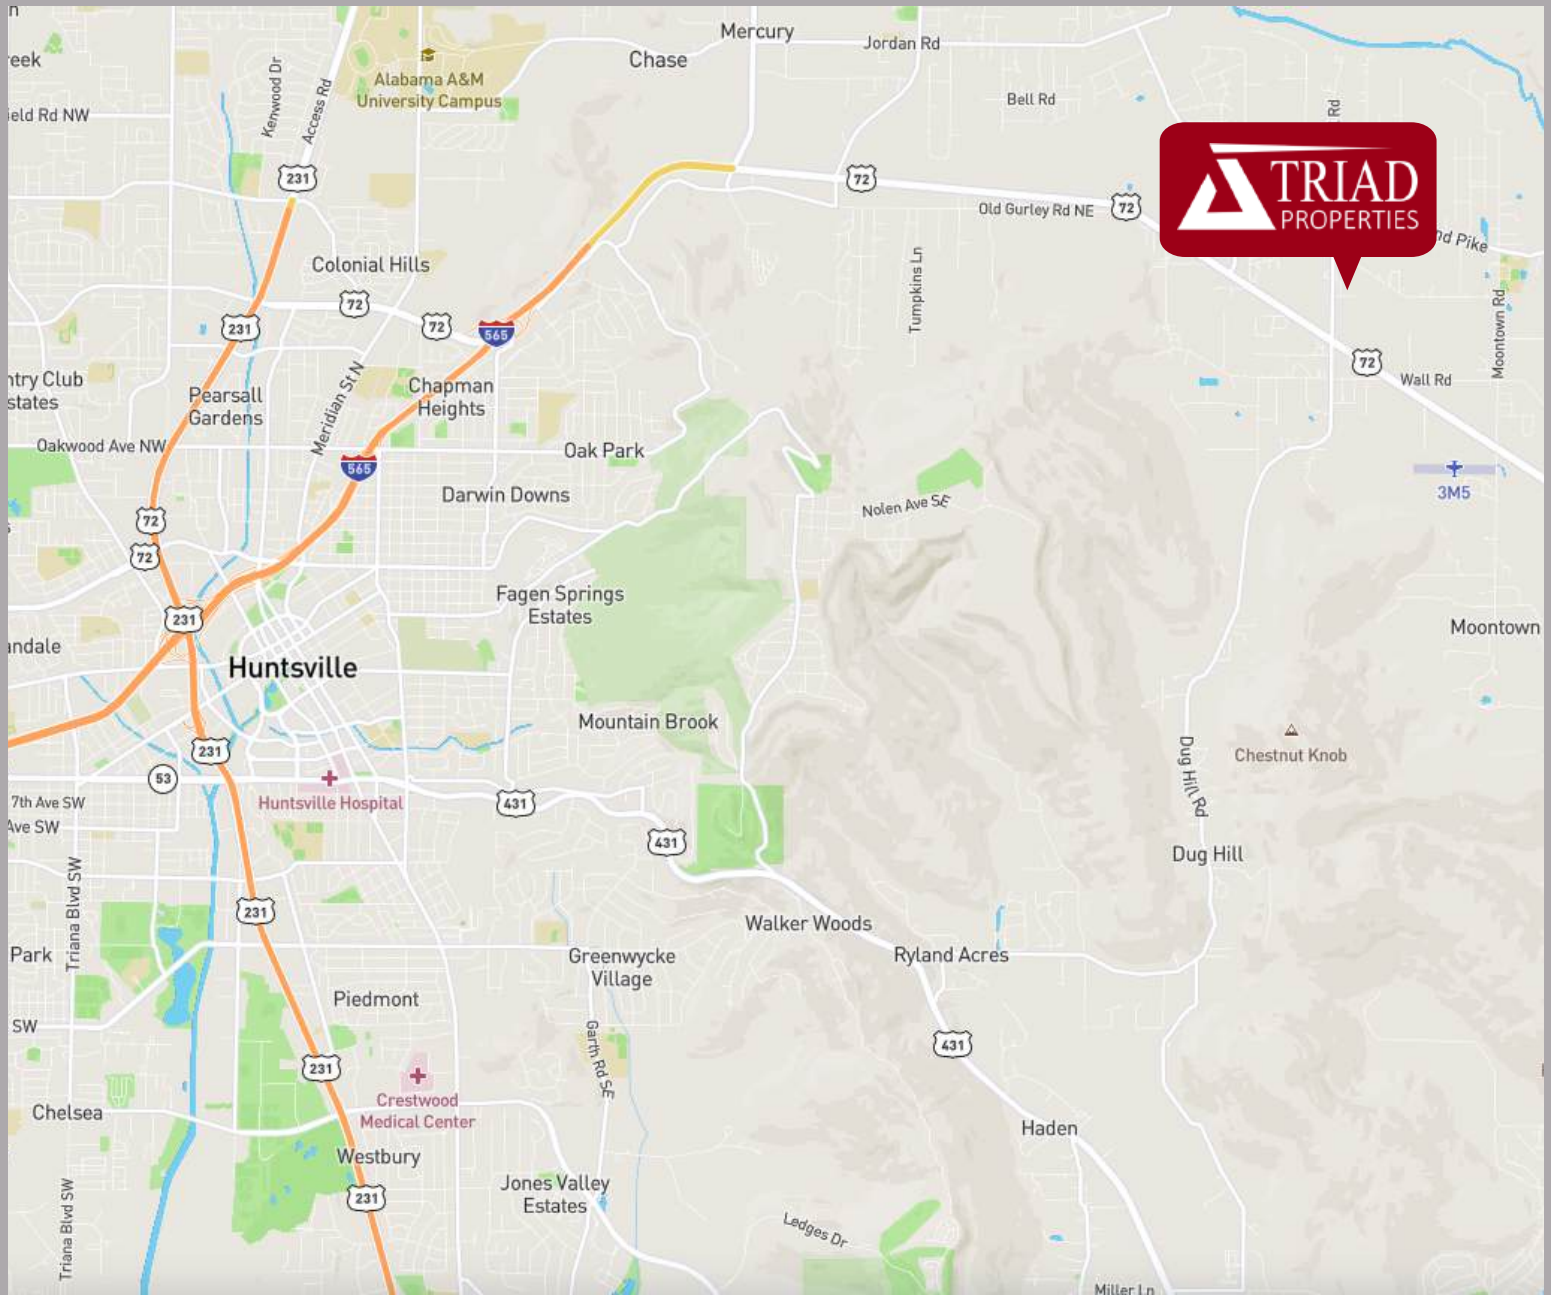 n
Mercury
Jordan Rd
reek
Chase
Kenwood Dr
Access Rd
Alabama A&M
University Campus
Bell Rd
ield Rd NW
Rd
231
72
TRIAD
PROPERTIES
Old Gurley Rd NE
72
nd Pike
Colonial Hills
Tumpkins Ln
Moontown Rd
72
231
72
565
72
Wall Rd
ntry Club
states
Pearsall
Gardens
Meridian St N
Chapman
Heights
Oakwood Ave NW
Oak Park
565
Darwin Downs
Nolen Ave SE
3M5
72
72
Fagen Springs
Estates
231
Moontown
andale
Huntsville
Mountain Brook
231
Dug Hill Rd
Chestnut Knob
53
Huntsville Hospital
431
7th Ave SW
Ave SW
431
Dug Hill
Triana Blvd SW
231
Walker Woods
Park
Greenwycke
Village
Ryland Acres
Piedmont
SW
Garth Rd SE
431
231
Crestwood
Medical Center
Chelsea
Haden
Westbury
Triana Blvd SW
231
Jones Valley
Estates
Ledges Dr
Miller Ln